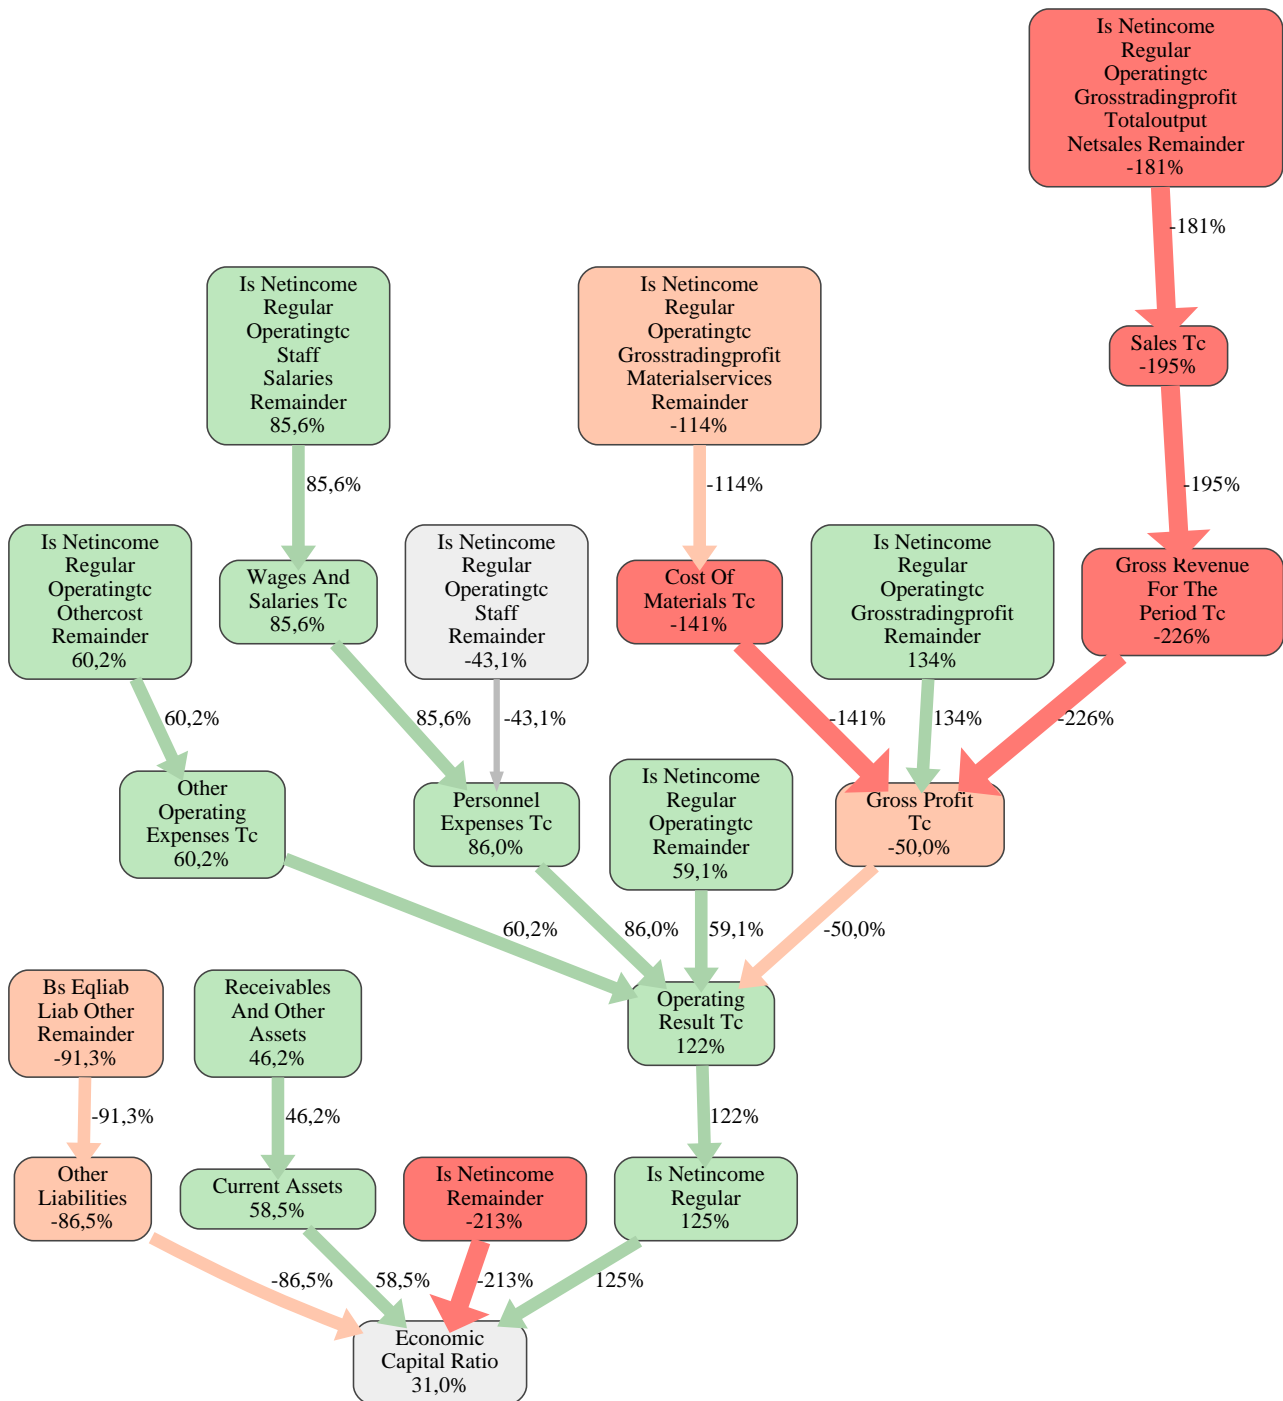 Is Netincome
Regular
Operatingtc
Grosstradingprofit
Totaloutput
Netsales Remainder
-181%
-181%
Is Netincome
Regular
Operatingtc
Staff
Salaries
Remainder
85,6%
Is Netincome
Regular
Operatingtc
Grosstradingprofit
Materialservices
Remainder
-114%
Sales Tc
-195%
85,6%
-114%
-195%
Is Netincome
Regular
Operatingtc
Othercost
Remainder
60,2%
Wages And
Salaries Tc
85,6%
Is Netincome
Regular
Operatingtc
Staff
Remainder
-43,1%
Cost Of
Materials Tc
-141%
Is Netincome
Regular
Operatingtc
Grosstradingprofit
Remainder
134%
Gross Revenue
For The
Period Tc
-226%
60,2%
85,6%
-43,1%
-141%
134%
-226%
Other
Operating
Expenses Tc
60,2%
Personnel
Expenses Tc
86,0%
Is Netincome
Regular
Operatingtc
Remainder
59,1%
Gross Profit
Tc
-50,0%
60,2%
86,0%
59,1%
-50,0%
Bs Eqliab
Liab Other
Remainder
-91,3%
Receivables
And Other
Assets
46,2%
Operating
Result Tc
122%
-91,3%
46,2%
122%
Other
Liabilities
-86,5%
Current Assets
58,5%
Is Netincome
Remainder
-213%
Is Netincome
Regular
125%
-86,5%
58,5%
-213%
125%
Economic
Capital Ratio
31,0%